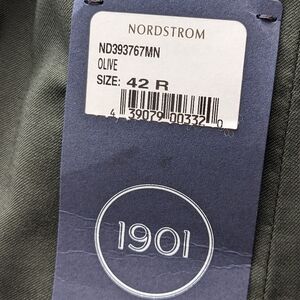 NORDSTROM
ND393767MN
OLIVE
SIZE: 42 R
4 39079 00332 0
1901